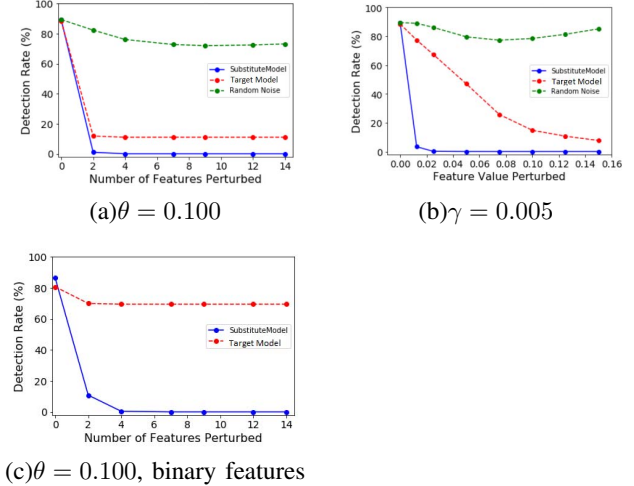 100
80
60
40
20
0
Detection Rate (%)
SubstituteModel
Target Model
Random Noise
0 2 4 6 8 10 12 14
Number of Features Perturbed
(a)θ = 0.100
100
80
60
40
20
0
Detection Rate (%)
SubstituteModel
Target Model
Random Noise
0.00 0.02 0.04 0.06 0.08 0.10 0.12 0.14 0.16
Feature Value Perturbed
(b)γ = 0.005
100
80
60
40
20
0
Detection Rate (%)
SubstituteModel
Target Model
0 2 4 6 8 10 12 14
Number of Features Perturbed
(c)θ = 0.100, binary features